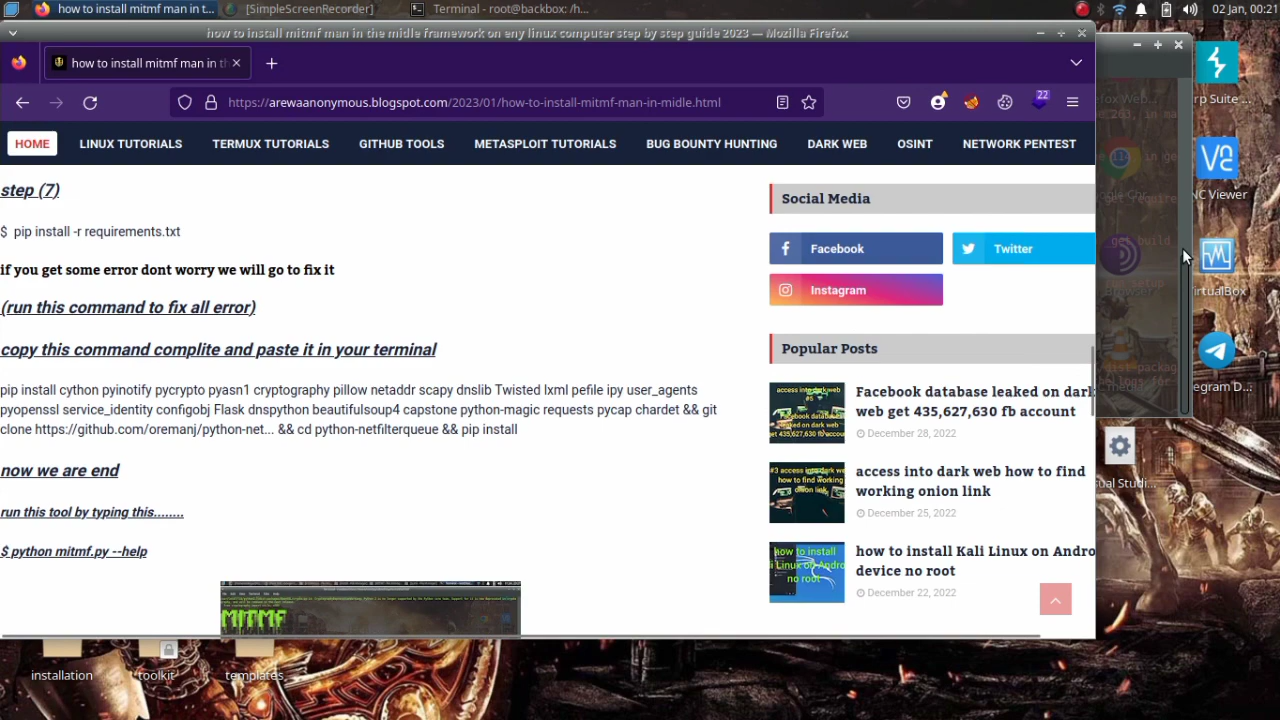 how to install mitmf man in t...
[SimpleScreenRecorder]
Terminal - root@backbox: /h...
02 Jan, 00:21
how to install mitmf man in the midle framework on eny linux computer step by step guide 2023 — Mozilla Firefox
how to install mitmf man in th
https://arewaanonymous.blogspot.com/2023/01/how-to-install-mitmf-man-in-midle.html
22
HOME
LINUX TUTORIALS
TERMUX TUTORIALS
GITHUB TOOLS
METASPLOIT TUTORIALS
BUG BOUNTY HUNTING
DARK WEB
OSINT
NETWORK PENTEST
step (7)
$ pip install -r requirements.txt
if you get some error dont worry we will go to fix it
(run this command to fix all error)
copy this command complite and paste it in your terminal
pip install cython pyinotify pycrypto pyasn1 cryptography pillow netaddr scapy dnslib Twisted lxml pefile ipy user_agents
pyopenssl service_identity configobj Flask dnspython beautifulsoup4 capstone python-magic requests pycap chardet && git
clone https://github.cn/oremanj/python-net... && cd python-netfilterqueue && pip install
now we are end
run this tool by typing this........
$ python mitmf.py --help
MITMF
Social Media
Facebook
Twitter
Instagram
Popular Posts
Facebook database leaked on dark
web get 435,627,630 fb account
December 28, 2022
access into dark web how to find
working onion link
December 25, 2022
how to install Kali Linux on Andro
device no root
December 22, 2022
rp Suite ...
NC Viewer
VirtualBox
egram D...
ual Studi...
installation
toolkit
templates